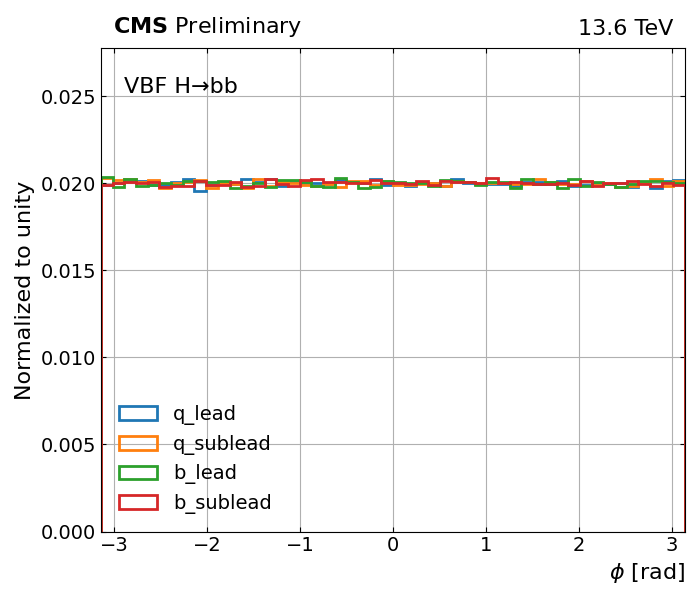 CMS Preliminary 13.6 TeV
VBF H→bb
0.025
0.020
0.015
0.010
0.005
0.000
Normalized to unity
q_lead
q_sublead
b_lead
b_sublead
−3 −2 −1 0 1 2 3
ϕ [rad]